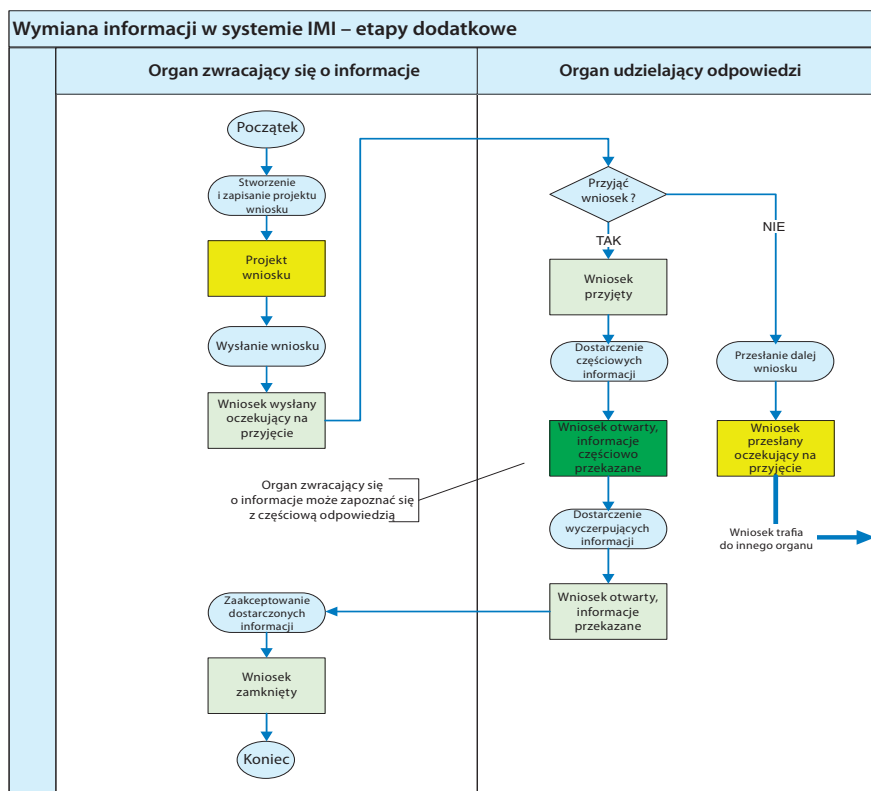 Wymiana informacji w systemie IMI – etapy dodatkowe
Organ zwracający się o informacje
Organ udzielający odpowiedzi
Początek
Stworzenie
i zapisanie projektu
wniosku
Projekt
wniosku
Wysłanie wniosku
Wniosek wysłany
oczekujący na
przyjęcie
Przyjąć
wniosek ?
TAK
NIE
Wniosek
przyjęty
Dostarczenie
częściowych
informacji
Przesłanie dalej
wniosku
Wniosek otwarty,
informacje
częściowo
przekazane
Wniosek
przesłany
oczekujący na
przyjęcie
Organ zwracający się
o informacje może zapoznać się
z częściową odpowiedzią
Dostarczenie
wyczerpujących
informacji
Wniosek trafia
do innego organu
Wniosek otwarty,
informacje
przekazane
Zaakceptowanie
dostarczonych
informacji
Wniosek
zamknięty
Koniec